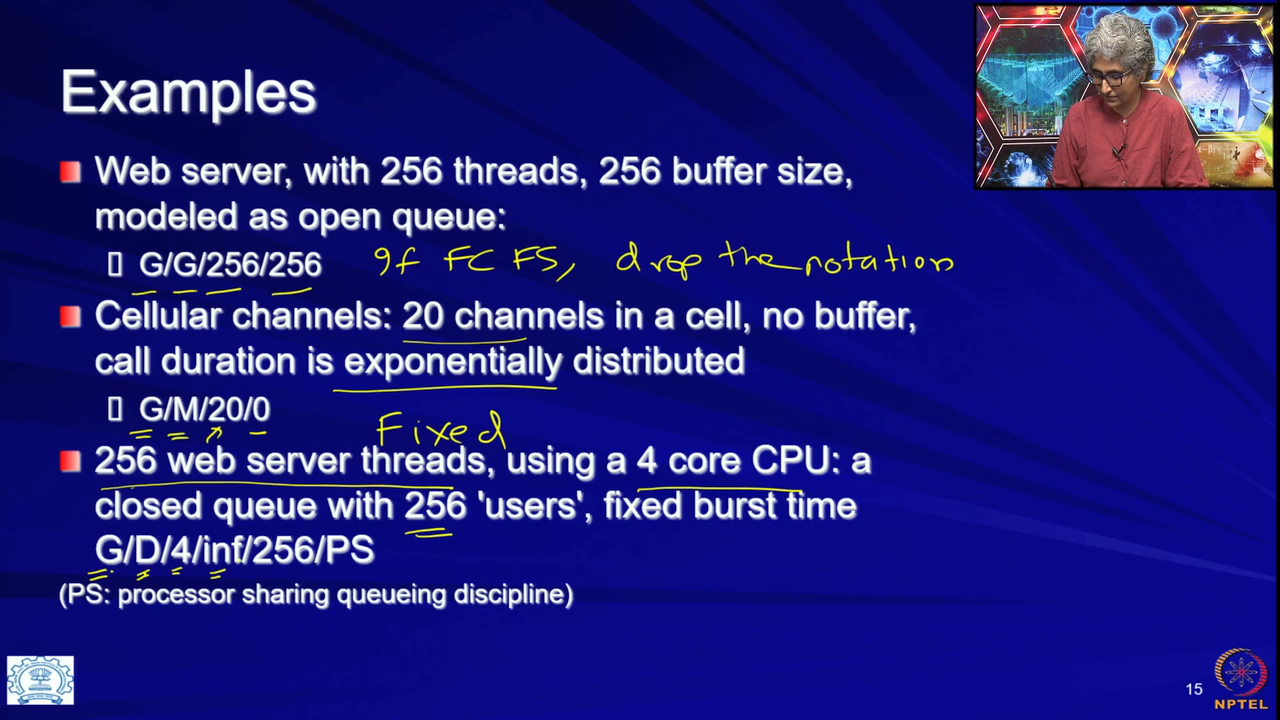 Examples
Web server, with 256 threads, 256 buffer size,
modeled as open queue:
G/G/256/256 If FCFS, drop the notation
Cellular channels: 20 channels in a cell, no buffer,
call duration is exponentially distributed
G/M/20/0
Fixed
256 web server threads, using a 4 core CPU: a
closed queue with 256 'users', fixed burst time
G/D/4/inf/256/PS
(PS: processor sharing queueing discipline)
15
NPTEL